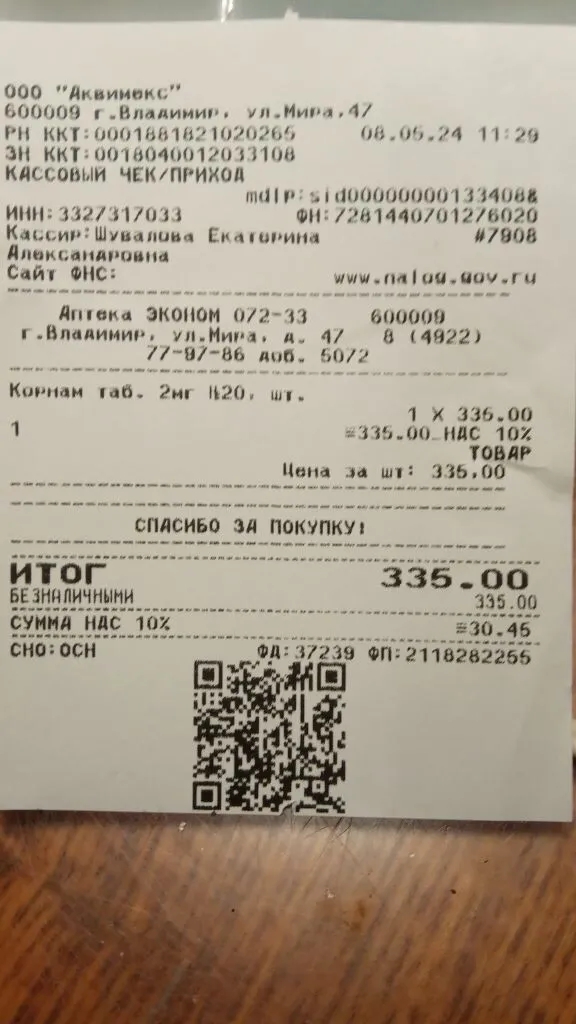 ООО "Аквимекс"
600009 г.Владимир, ул.Мира,47
РН ККТ:0001881821020265 08.05.24 11:29
ЗН ККТ:0018040012033108
КАССОВЫЙ ЧЕК/ПРИХОД
mdlp:sid00000000133408&
ИНН:3327317033 ФН:7281440701276020
Кассир:Шувалова Екатерина #7908
Александровна
Сайт ФНС: www.nalog.gov.ru
Аптека ЭКОНОМ 072-33 600009
г.Владимир, ул.Мира, д. 47 8 (4922)
77-97-86 доб. 5072
Корнам таб. 2мг №20, шт.
1 X 335.00
1 =335.00_НДС 10%
ТОВАР
Цена за шт: 335,00
СПАСИБО ЗА ПОКУПКУ!
ИТОГ 335.00
БЕЗНАЛИЧНЫМИ 335.00
СУММА НДС 10% =30.45
СНО:ОСН ФД:37239 ФП:2118282255